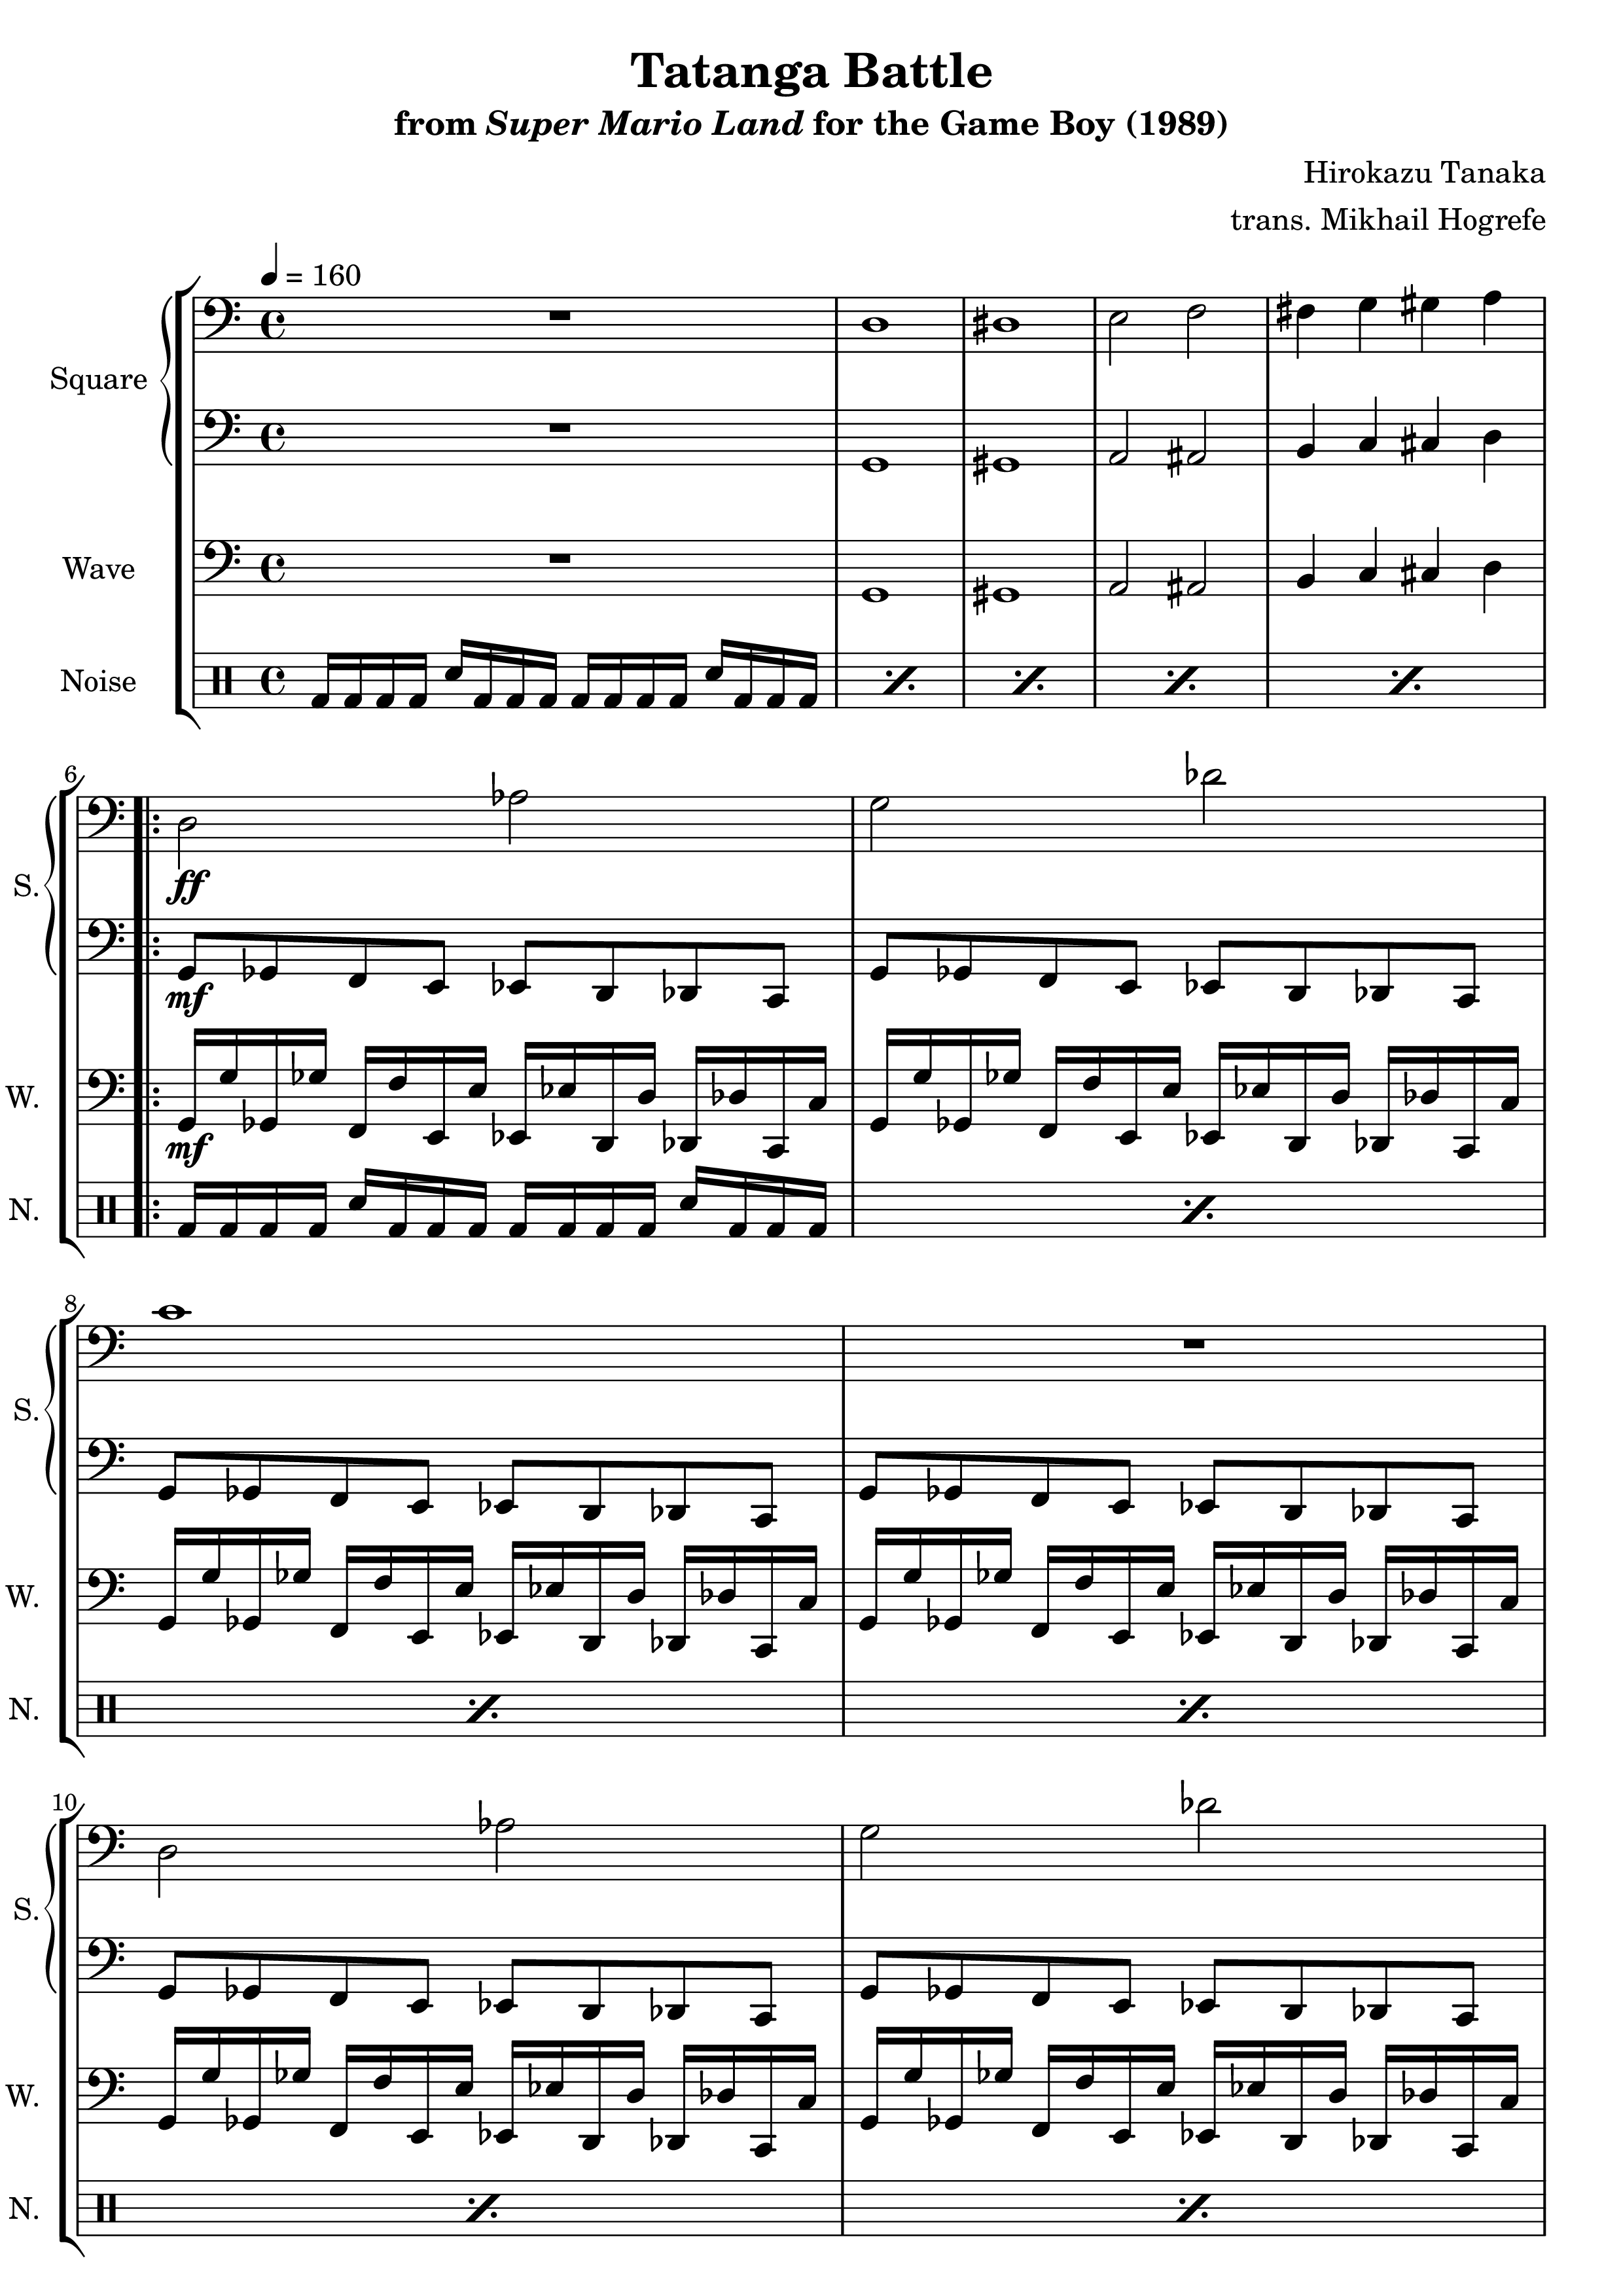 Tatanga Battle
from Super Mario Land for the Game Boy (1989)
Hirokazu Tanaka
trans. Mikhail Hogrefe
= 160
Square
Wave
Noise
6
S.
ff
mf
W.
mf
N.
8
S.
W.
N.
10
S.
W.
N.